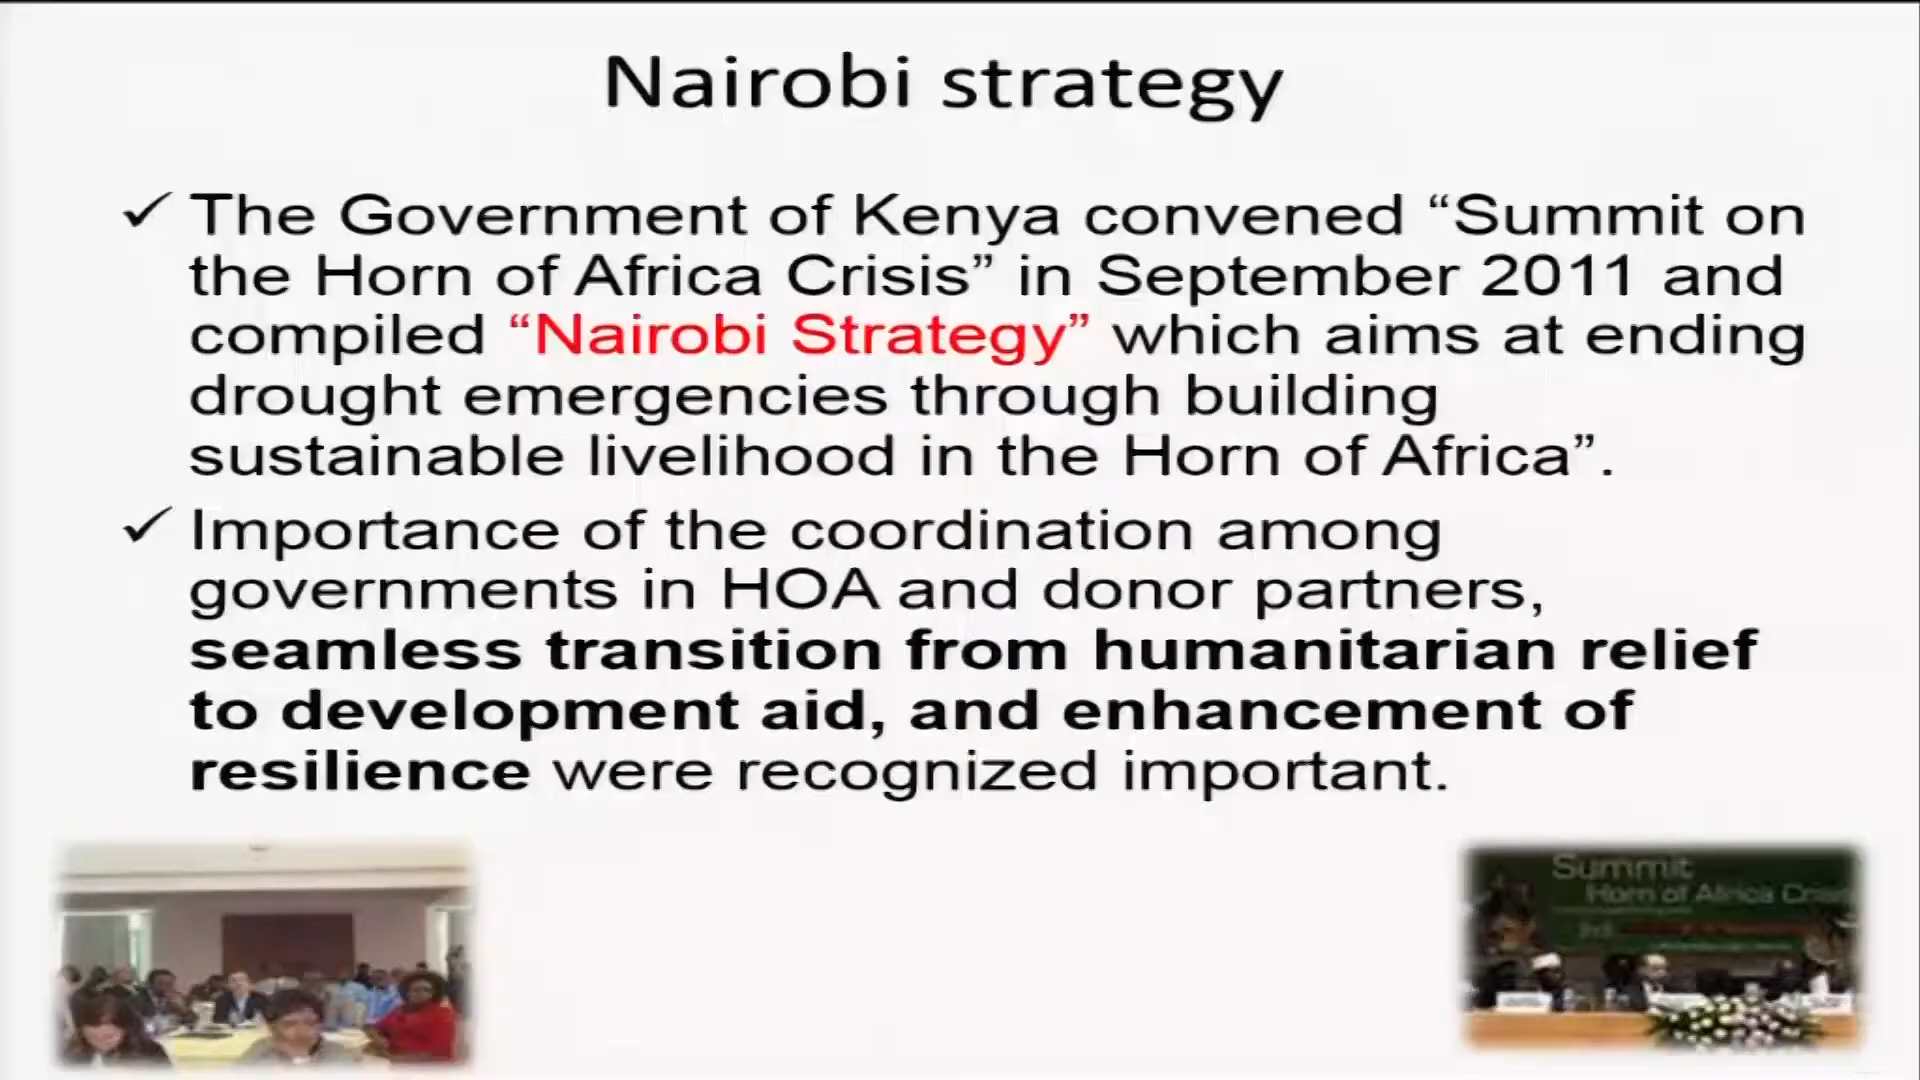 Nairobi strategy
✓ The Government of Kenya convened “Summit on
the Horn of Africa Crisis” in September 2011 and
compiled “Nairobi Strategy” which aims at ending
drought emergencies through building
sustainable livelihood in the Horn of Africa”.
✓ Importance of the coordination among
governments in HOA and donor partners,
seamless transition from humanitarian relief
to development aid, and enhancement of
resilience were recognized important.
Summit
Horn of Africa